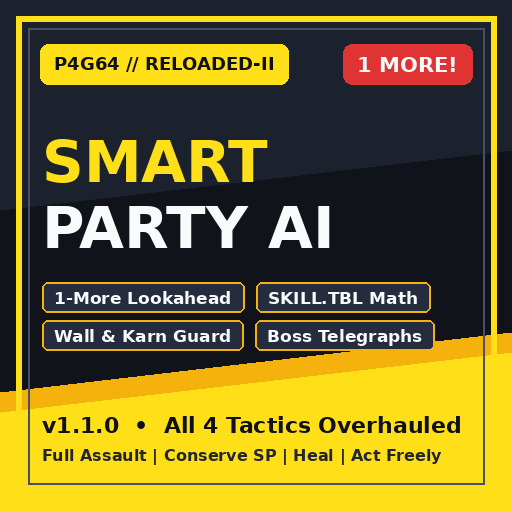 P4G64 // RELOADED-II
1 MORE!
SMART
PARTY AI
1-More Lookahead
SKILL.TBL Math
Wall & Karn Guard
Boss Telegraphs
v1.1.0 • All 4 Tactics Overhauled
Full Assault | Conserve SP | Heal | Act Freely